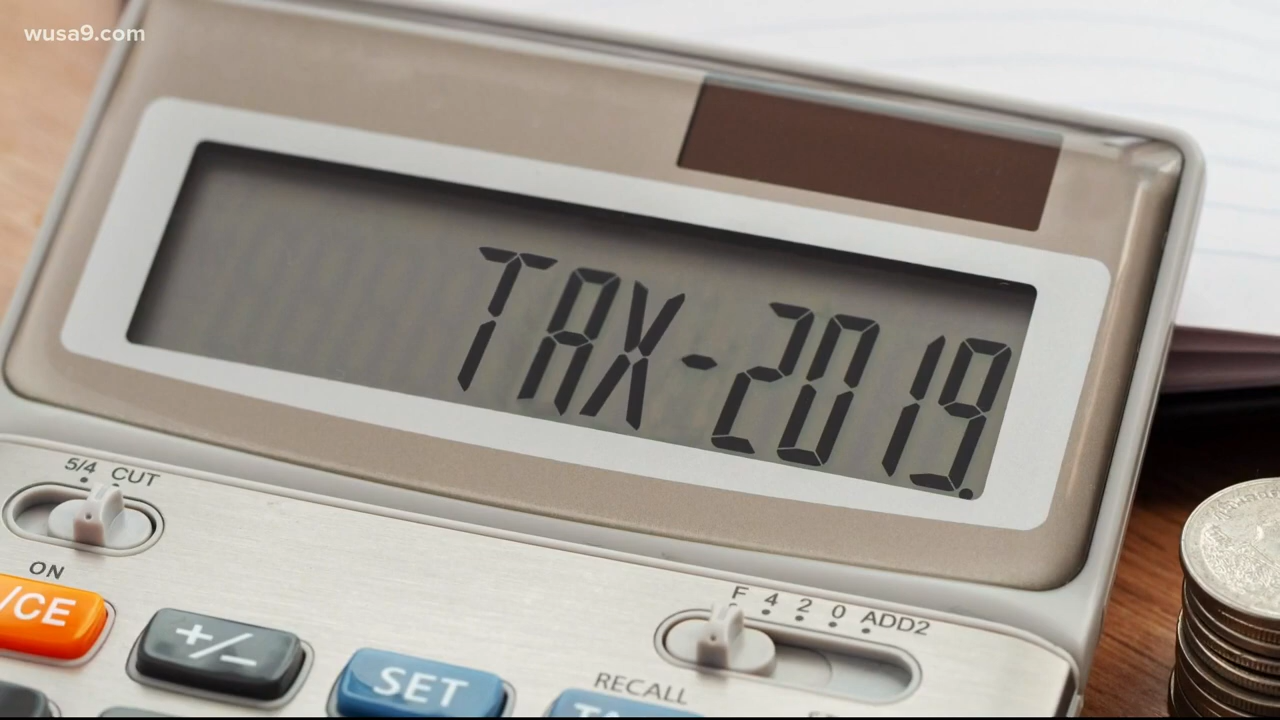 wusa9.com
TAX-2019.
5/4 CUT
ON
/CE
+/−
SET
F 4 2 0 ADD2
RECALL